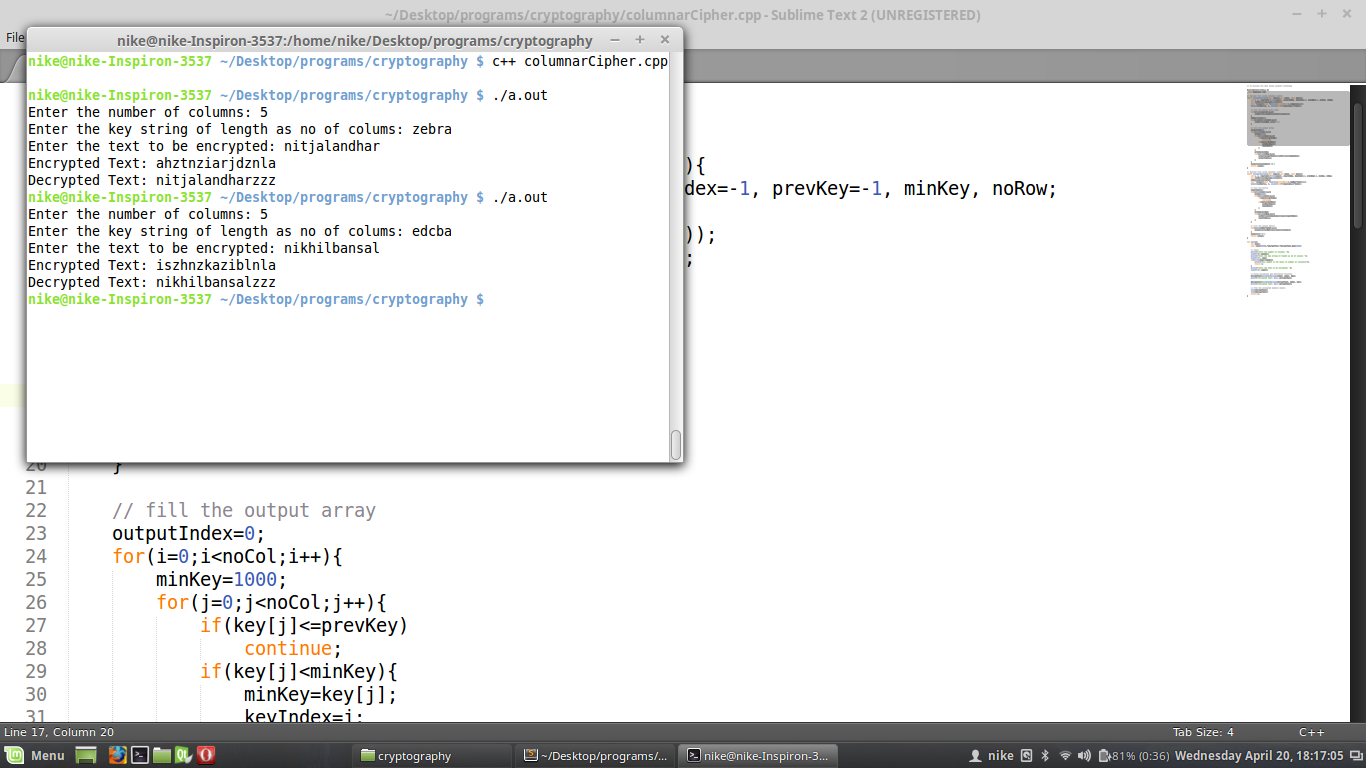 ~/Desktop/programs/cryptography/columnarCipher.cpp - Sublime Text 2 (UNREGISTERED)
File
nike@nike-Inspiron-3537:/home/nike/Desktop/programs/cryptography
nike@nike-Inspiron-3537 ~/Desktop/programs/cryptography $ c++ columnarCipher.cpp
nike@nike-Inspiron-3537 ~/Desktop/programs/cryptography $ ./a.out
Enter the number of columns: 5
Enter the key string of length as no of colums: zebra
Enter the text to be encrypted: nitjalandhar
Encrypted Text: ahztnziarjdznla
Decrypted Text: nitjalandharzzz
nike@nike-Inspiron-3537 ~/Desktop/programs/cryptography $ ./a.out
Enter the number of columns: 5
Enter the key string of length as no of colums: edcba
Enter the text to be encrypted: nikhilbansal
Encrypted Text: iszhnzkaziblnla
Decrypted Text: nikhilbansalzzz
nike@nike-Inspiron-3537 ~/Desktop/programs/cryptography $
){
dex=-1, prevKey=-1, minKey, noRow;
));
;
20 }
21
22 // fill the output array
23 outputIndex=0;
24 for(i=0;i<noCol;i++){
25 minKey=1000;
26 for(j=0;j<noCol;j++){
27 if(key[j]<=prevKey)
28 continue;
29 if(key[j]<minKey){
30 minKey=key[j];
31 keyIndex=j;
Line 17, Column 20 Tab Size: 4 C++
Menu cryptography ~/Desktop/programs/... nike@nike-Inspiron-3... nike 81% (0:36) Wednesday April 20, 18:17:05